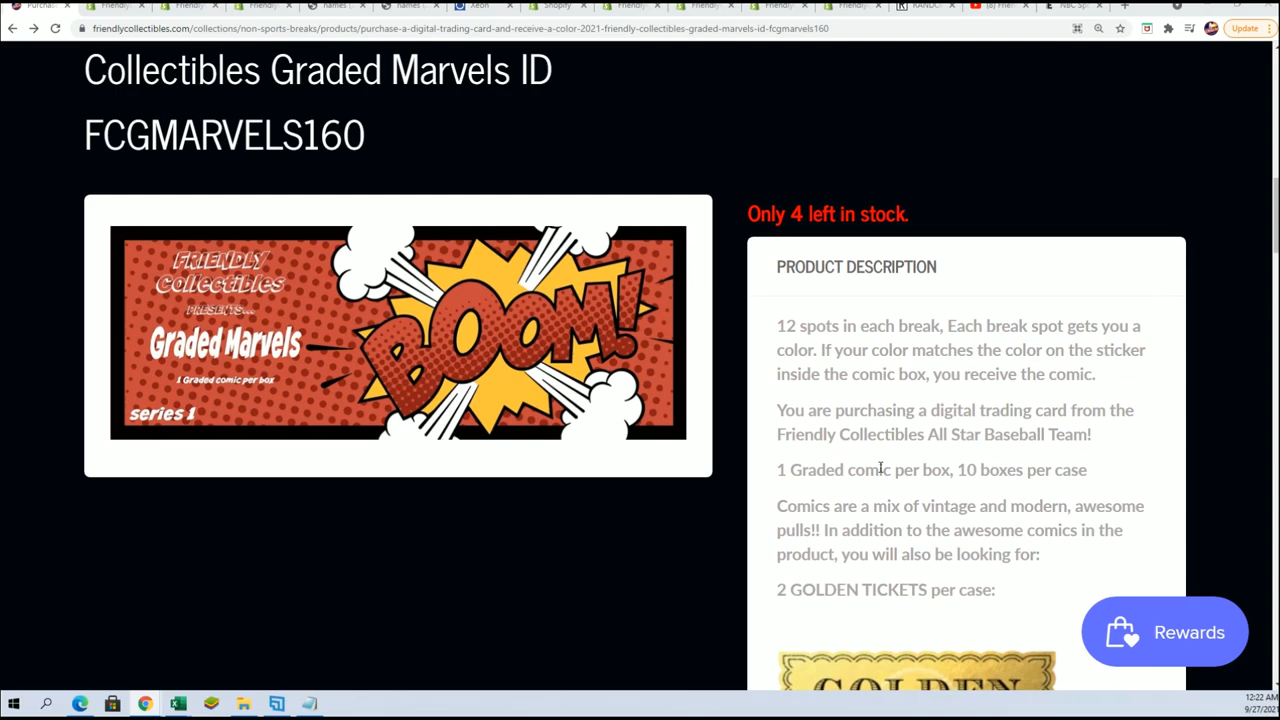 friendlycollectibles.com/collections/non-sports-breaks/products/purchase-a-digital-trading-card-and-receive-a-color-2021-friendly-collectibles-graded-marvels-id-fcgmarvels160
Update
Collectibles Graded Marvels ID
FCGMARVELS160
FRIENDLY
Collectibles
PRESENTS...
Graded Marvels
1 Graded comic per box
series 1
BOOM!
Only 4 left in stock.
PRODUCT DESCRIPTION
12 spots in each break, Each break spot gets you a
color. If your color matches the color on the sticker
inside the comic box, you receive the comic.
You are purchasing a digital trading card from the
Friendly Collectibles All Star Baseball Team!
1 Graded comic per box, 10 boxes per case
Comics are a mix of vintage and modern, awesome
pulls!! In addition to the awesome comics in the
product, you will also be looking for:
2 GOLDEN TICKETS per case:
GOLDEN
Rewards
12:22 AM